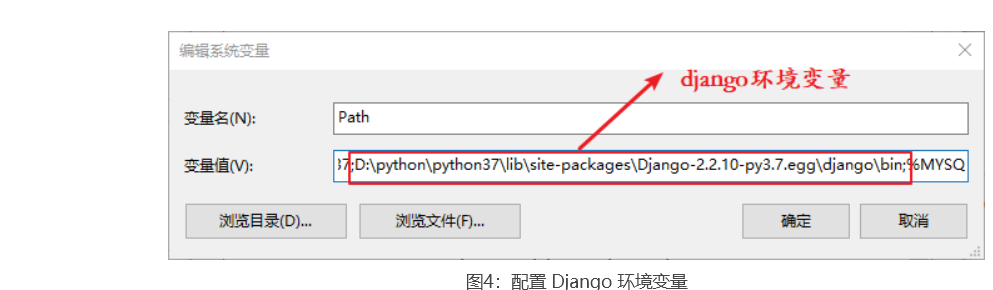 编辑系统变量
django环境变量
变量名(N):
Path
变量值(V):
37;D:\python\python37\lib\site-packages\Django-2.2.10-py3.7.egg\django\bin;%MYSQ
浏览目录(D)...
浏览文件(F)...
确定
取消
图4：配置 Django 环境变量